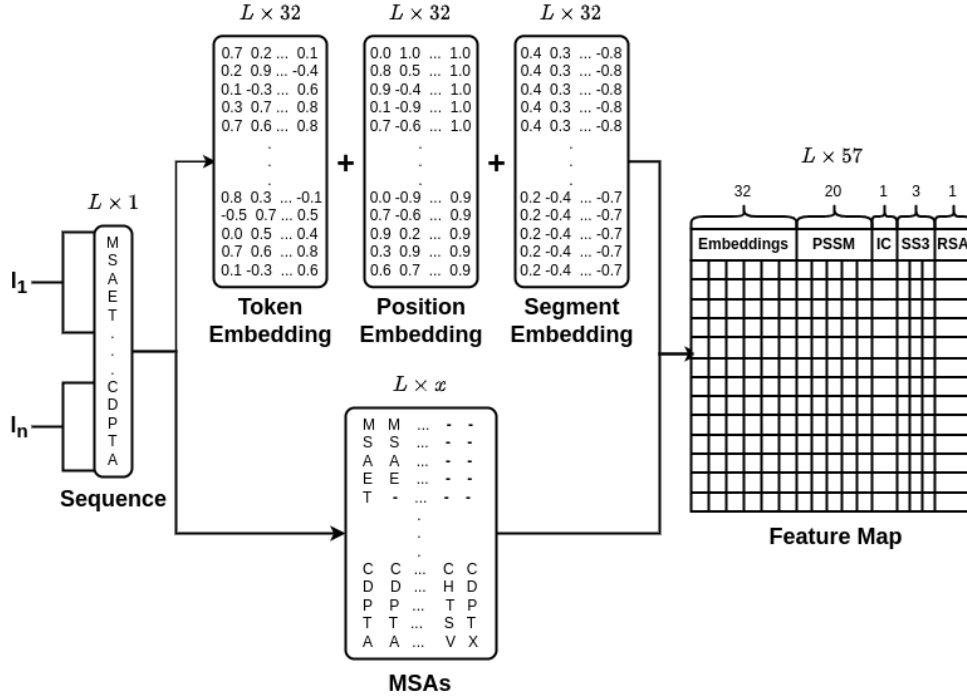 L × 32
L × 32
L × 32
0.7 0.2 ... 0.1
0.2 0.9 ... -0.4
0.1 -0.3 ... 0.6
0.3 0.7 ... 0.8
0.7 0.6 ... 0.8
.
.
.
0.8 0.3 ... -0.1
-0.5 0.7 ... 0.5
0.0 0.5 ... 0.4
0.7 0.6 ... 0.8
0.1 -0.3 ... 0.6
Token
Embedding
+
0.0 1.0 ... 1.0
0.8 0.5 ... 1.0
0.9 -0.4 ... 1.0
0.1 -0.9 ... 1.0
0.7 -0.6 ... 1.0
.
.
.
0.0 -0.9 ... 0.9
0.7 -0.6 ... 0.9
0.9 0.2 ... 0.9
0.3 0.9 ... 0.9
0.6 0.7 ... 0.9
Position
Embedding
+
0.4 0.3 ... -0.8
0.4 0.3 ... -0.8
0.4 0.3 ... -0.8
0.4 0.3 ... -0.8
0.4 0.3 ... -0.8
.
.
.
0.2 -0.4 ... -0.7
0.2 -0.4 ... -0.7
0.2 -0.4 ... -0.7
0.2 -0.4 ... -0.7
0.2 -0.4 ... -0.7
Segment
Embedding
L × 1
I1
In
M
S
A
E
T
.
.
.
C
D
P
T
A
Sequence
L × x
M M ... - -
S S ... - -
A A ... - -
E E ... - -
T - ... - -
.
.
.
C C ... C C
D D ... H D
P P ... T P
T T ... S T
A A ... V X
MSAs
L × 57
32 20 1 3 1
Embeddings PSSM IC SS3 RSA
Feature Map